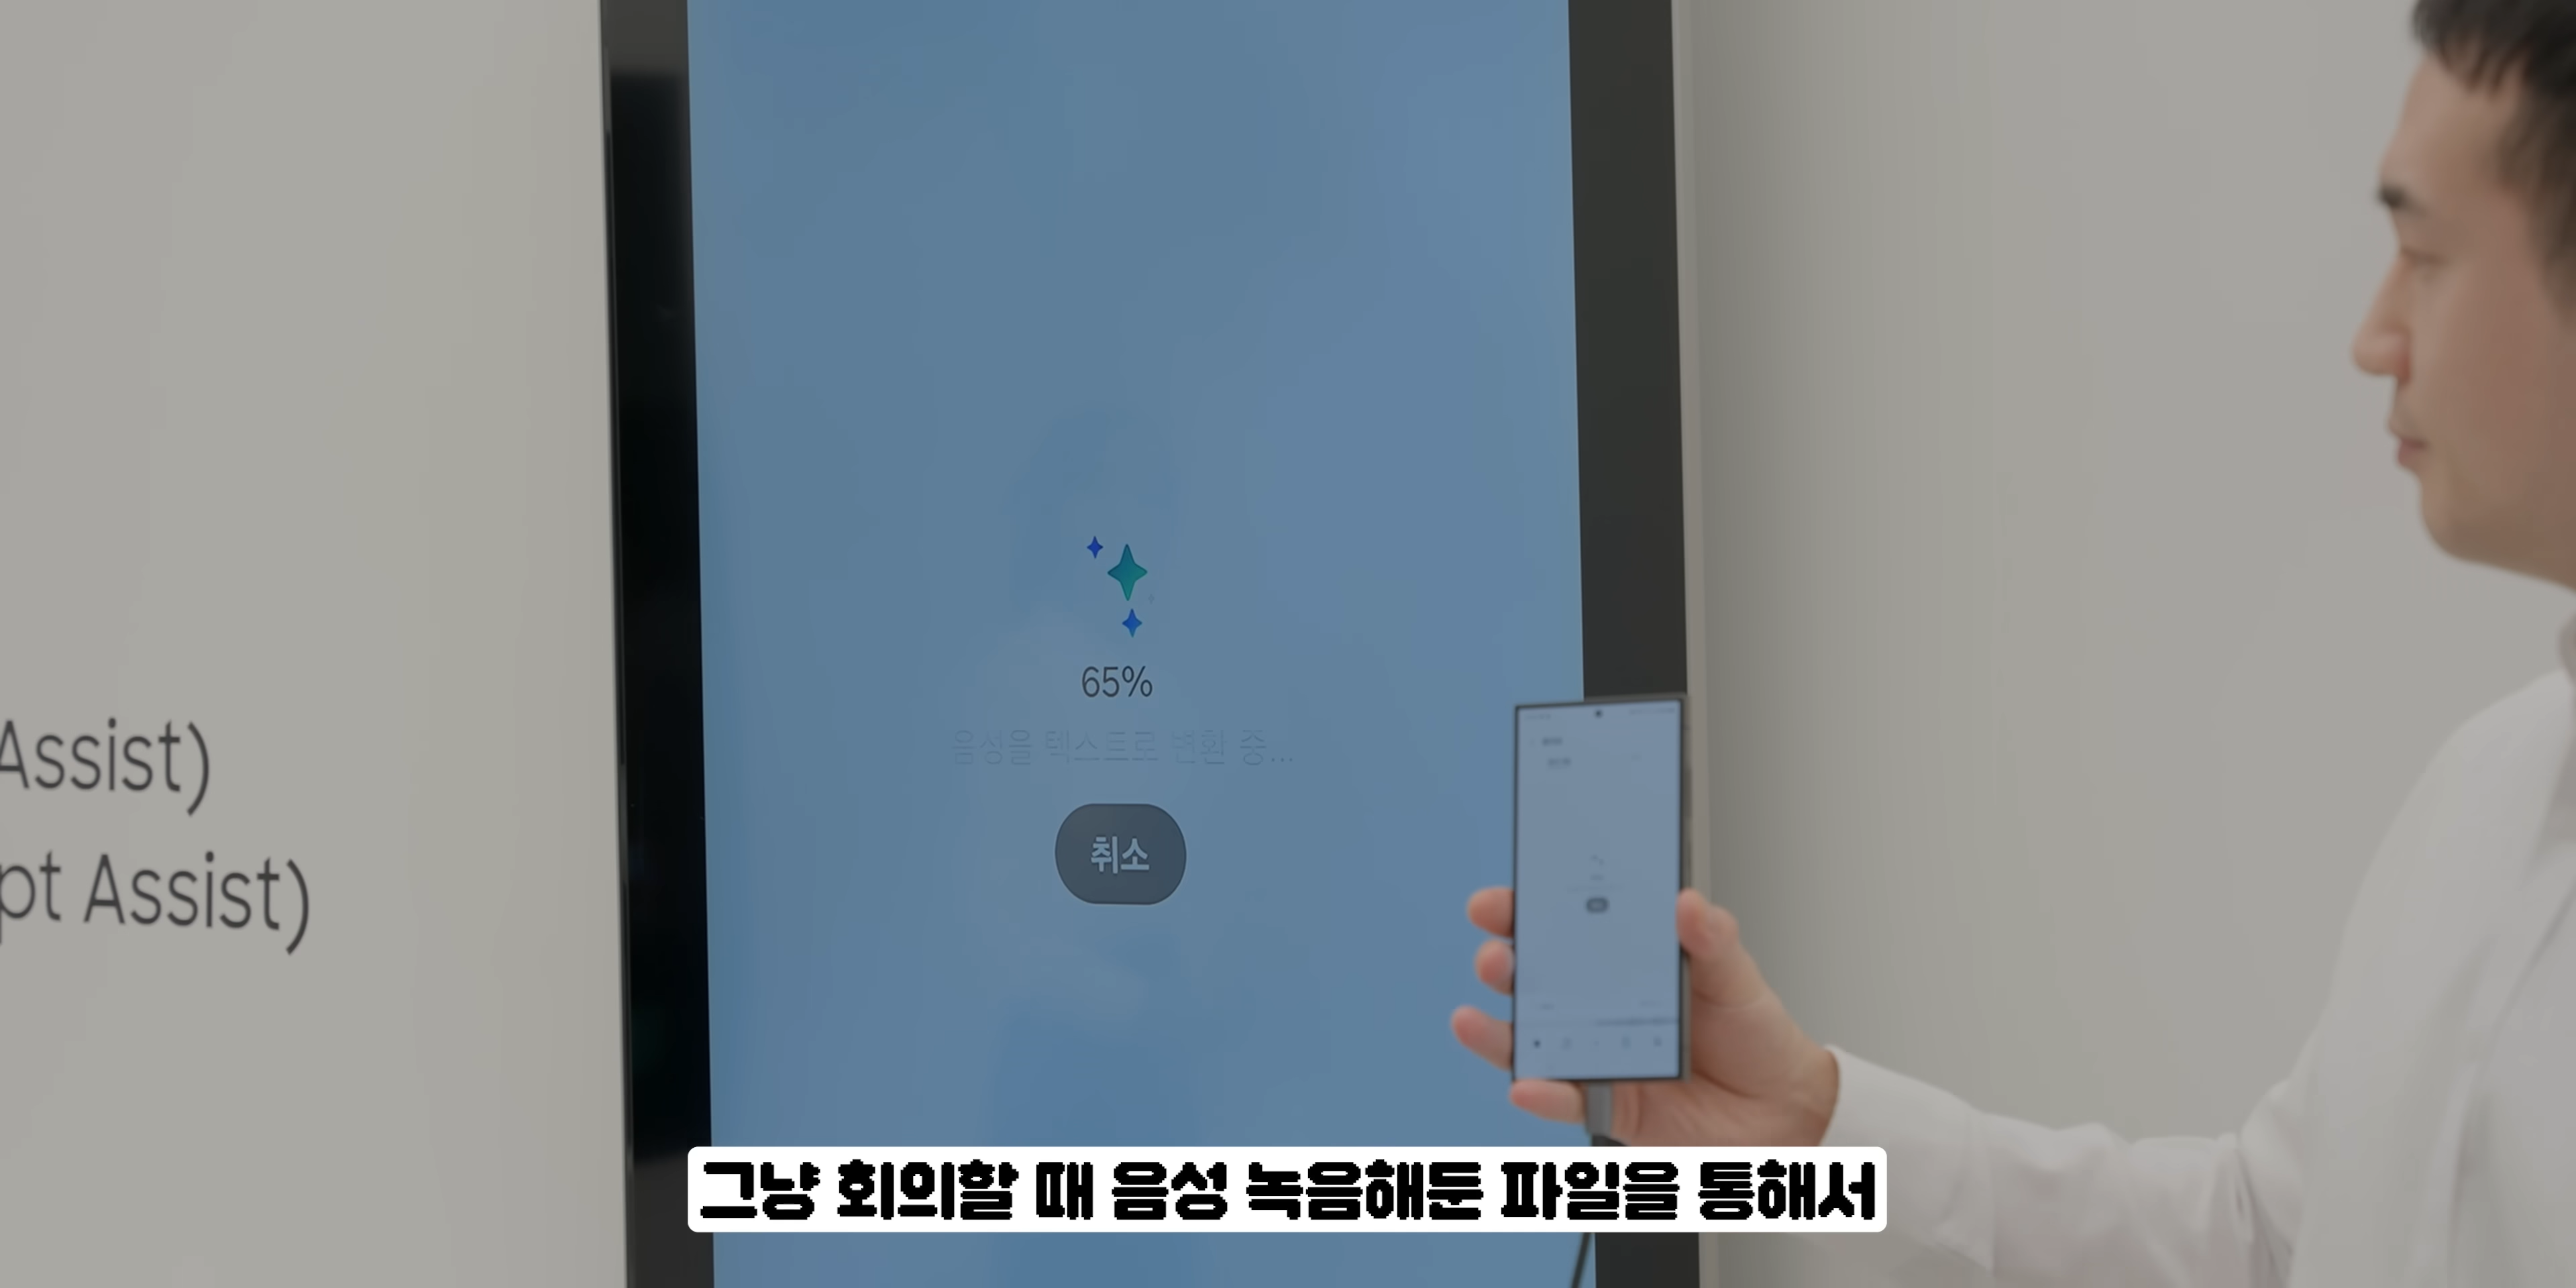 Assist)
pt Assist)
65%
음성을 텍스트로 변환 중...
취소
그냥 회의할 때 음성 녹음해둔 파일을 통해서